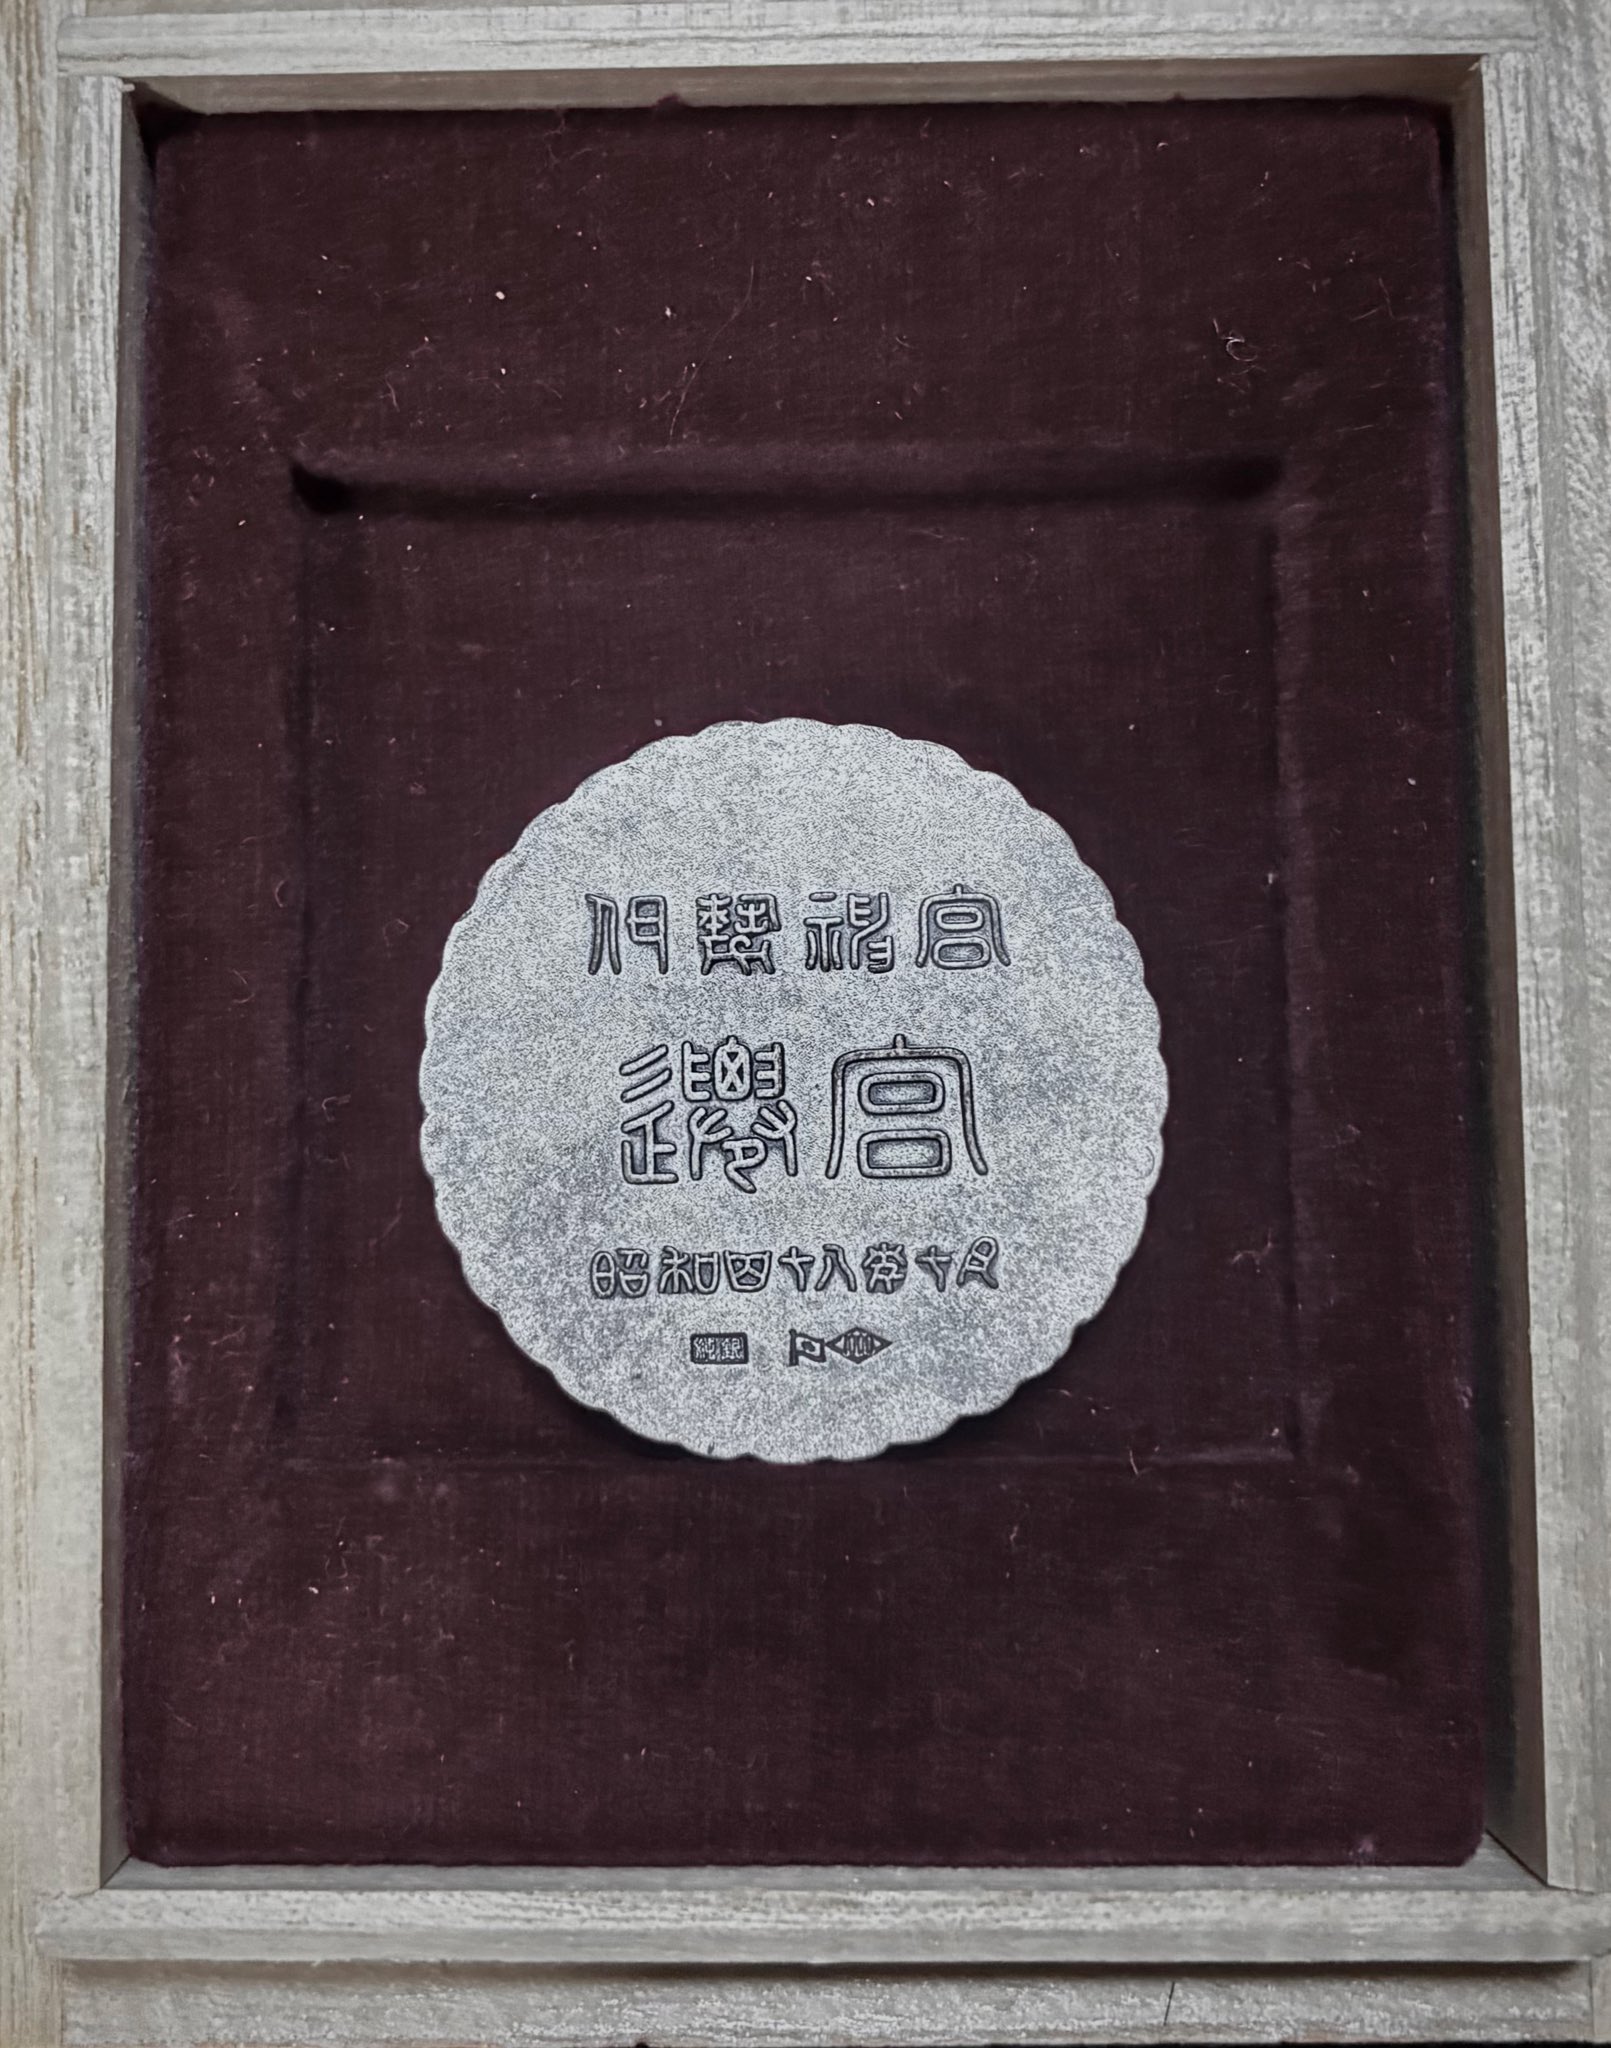 伊勢神宮
遷宮
昭和四十八年十月
純銀